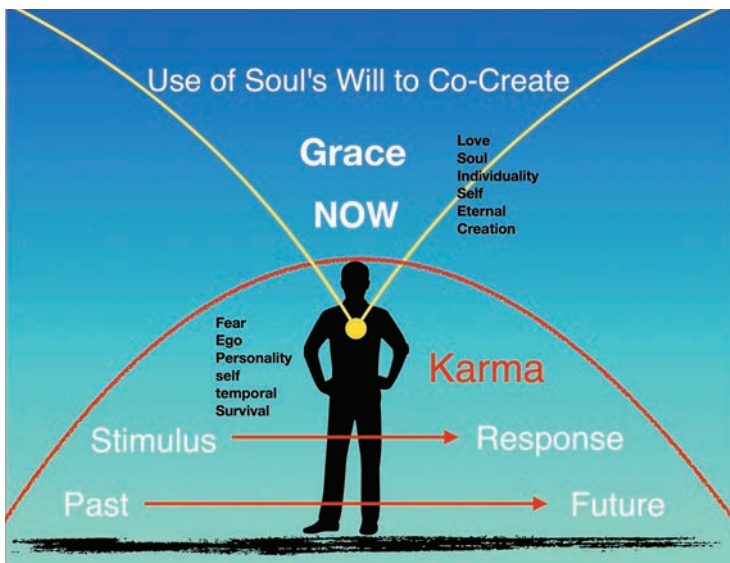 Use of Soul's Will to Co-Create
Grace
NOW
Love
Soul
Individuality
Self
Eternal
Creation
Fear
Ego
Personality
self
temporal
Survival
Karma
Stimulus
Response
Past
Future